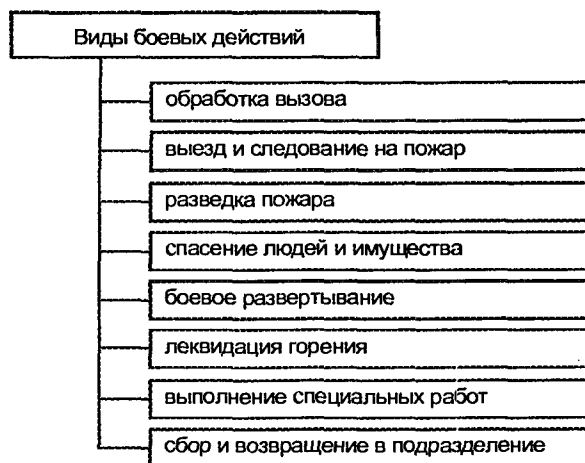 Виды боевых действий
обработка вызова
выезд и следование на пожар
разведка пожара
спасение людей и имущества
боевое развертывание
леквидация горения
выполнение специальных работ
сбор и возвращение в подразделение